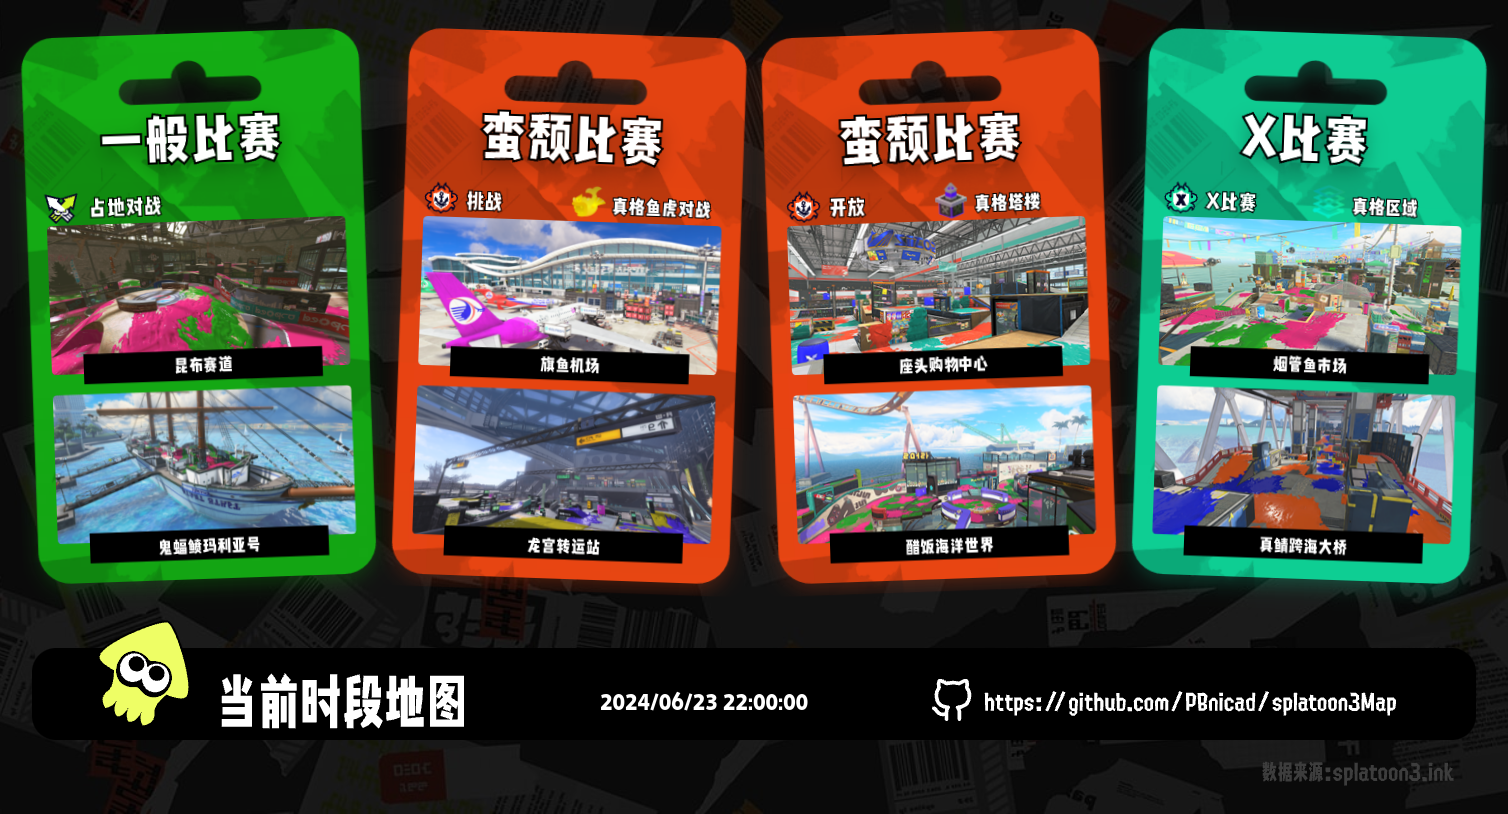 一般比赛
占地对战
昆布赛道
鬼蝠鲼玛利亚号
蛮颓比赛
挑战
真格鱼虎对战
旗鱼机场
龙宫转运站
蛮颓比赛
开放
真格塔楼
座头购物中心
醋饭海洋世界
X比赛
X比赛
真格区域
烟管鱼市场
真鲭跨海大桥
当前时段地图
2024/06/23 22:00:00
https://github.com/PBnicad/splatoon3Map
数据来源:splatoon3.ink